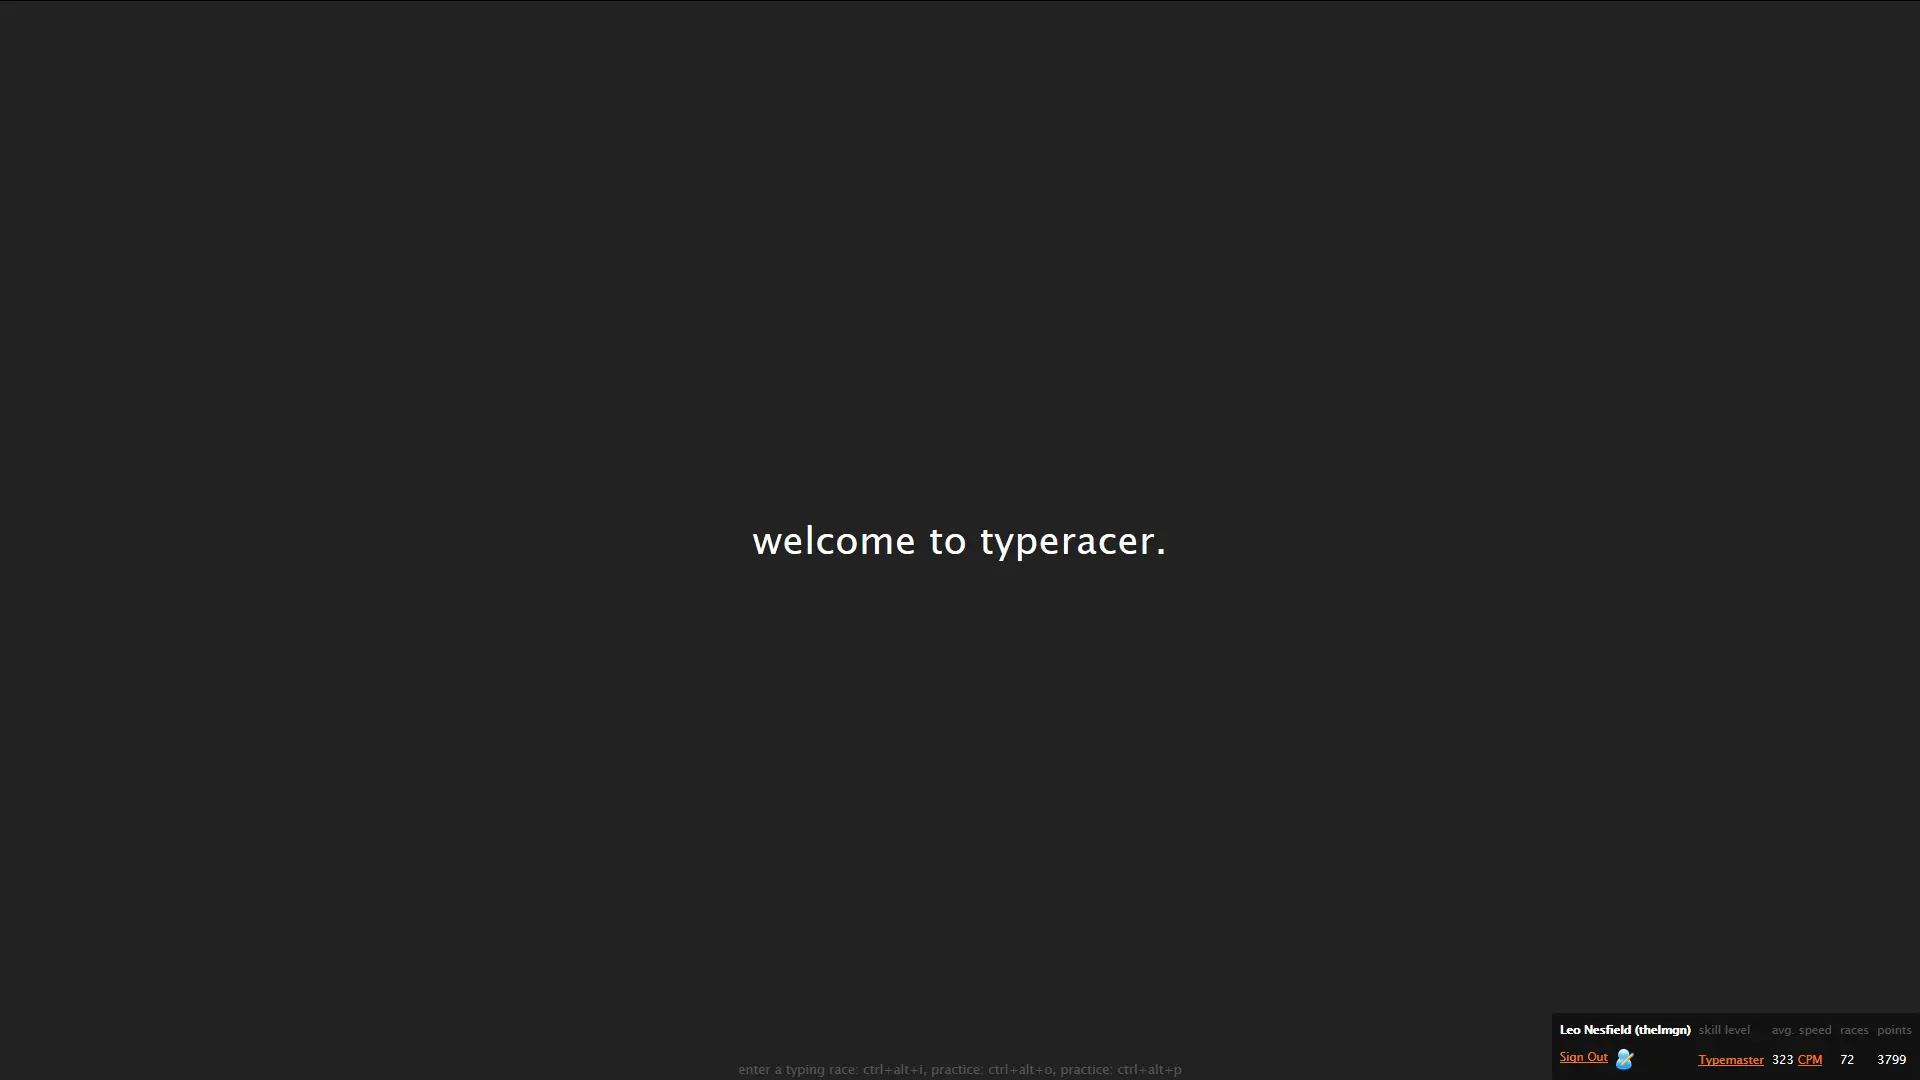 welcome to typeracer.
enter a typing race: ctrl+alt+i, practice: ctrl+alt+o, practice: ctrl+alt+p
Leo Nesfield (thelmgn) skill level avg. speed races points
Sign Out Typemaster 323 CPM 72 3799